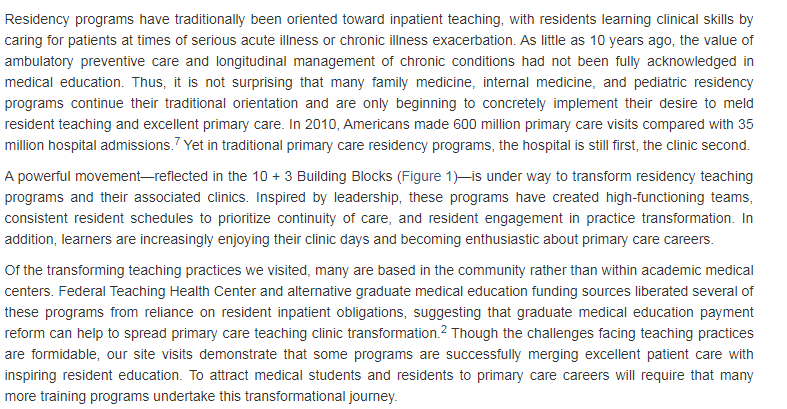 Residency programs have traditionally been oriented toward inpatient teaching, with residents learning clinical skills by
caring for patients at times of serious acute illness or chronic illness exacerbation. As little as 10 years ago, the value of
ambulatory preventive care and longitudinal management of chronic conditions had not been fully acknowledged in
medical education. Thus, it is not surprising that many family medicine, internal medicine, and pediatric residency
programs continue their traditional orientation and are only beginning to concretely implement their desire to meld
resident teaching and excellent primary care. In 2010, Americans made 600 million primary care visits compared with 35
million hospital admissions.7 Yet in traditional primary care residency programs, the hospital is still first, the clinic second.
A powerful movement—reflected in the 10 + 3 Building Blocks (Figure 1)—is under way to transform residency teaching
programs and their associated clinics. Inspired by leadership, these programs have created high-functioning teams,
consistent resident schedules to prioritize continuity of care, and resident engagement in practice transformation. In
addition, learners are increasingly enjoying their clinic days and becoming enthusiastic about primary care careers.
Of the transforming teaching practices we visited, many are based in the community rather than within academic medical
centers. Federal Teaching Health Center and alternative graduate medical education funding sources liberated several of
these programs from reliance on resident inpatient obligations, suggesting that graduate medical education payment
reform can help to spread primary care teaching clinic transformation.2 Though the challenges facing teaching practices
are formidable, our site visits demonstrate that some programs are successfully merging excellent patient care with
inspiring resident education. To attract medical students and residents to primary care careers will require that many
more training programs undertake this transformational journey.